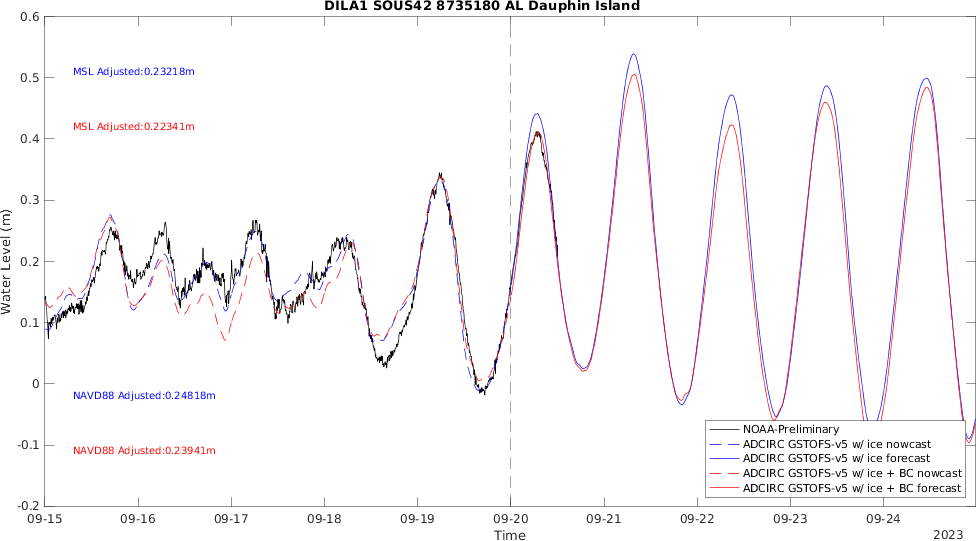 DILA1 SOUS42 8735180 AL Dauphin Island
0.6
0.5
0.4
0.3
0.2
0.1
0
-0.1
-0.2
Water Level (m)
MSL Adjusted:0.23218m
MSL Adjusted:0.22341m
NAVD88 Adjusted:0.24818m
NAVD88 Adjusted:0.23941m
NOAA-Preliminary
ADCIRC GSTOFS-v5 w/ ice nowcast
ADCIRC GSTOFS-v5 w/ ice forecast
ADCIRC GSTOFS-v5 w/ ice + BC nowcast
ADCIRC GSTOFS-v5 w/ ice + BC forecast
09-15 09-16 09-17 09-18 09-19 09-20 09-21 09-22 09-23 09-24
Time
2023